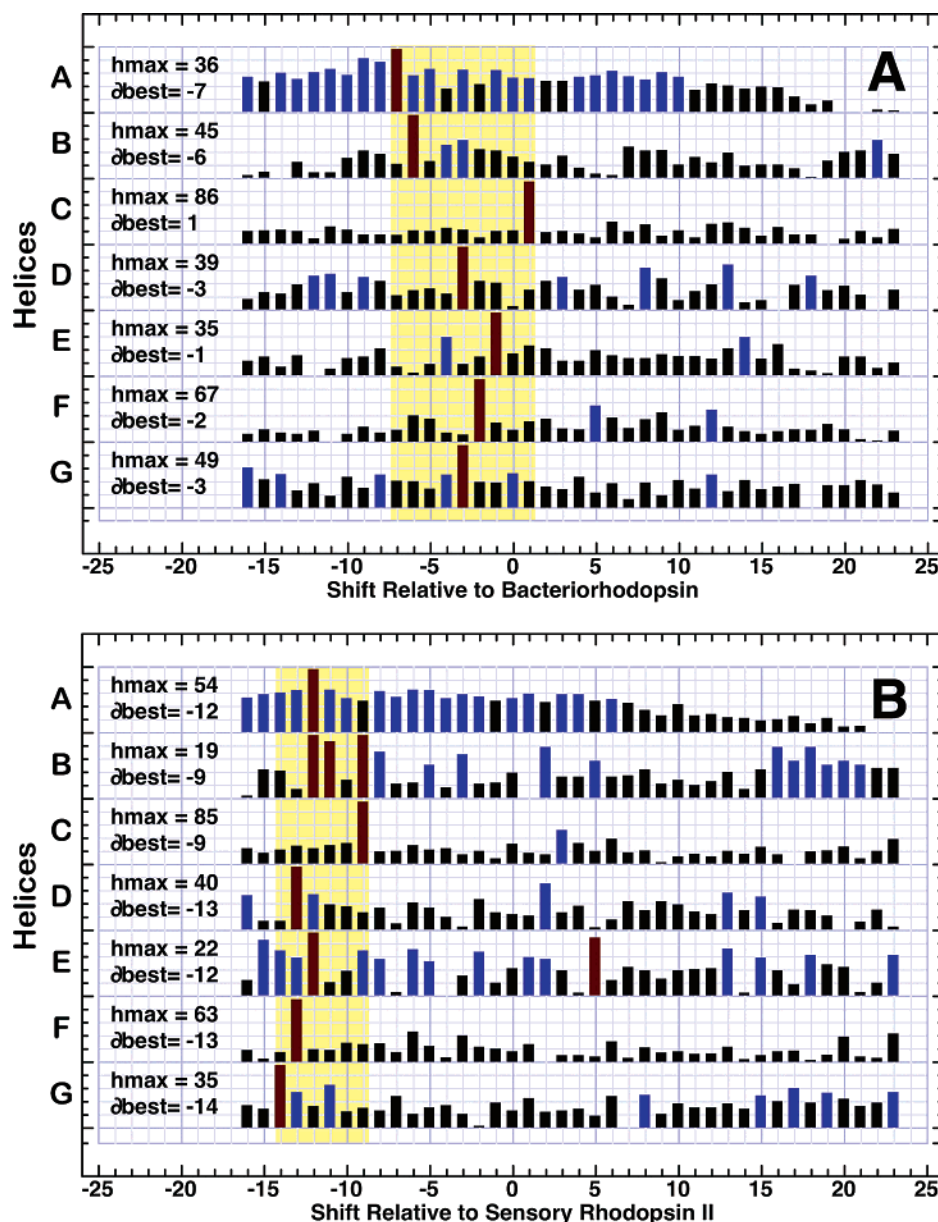 A
hmax = 36
∂best= -7
A
B
hmax = 45
∂best= -6
C
hmax = 86
∂best= 1
D
hmax = 39
∂best= -3
E
hmax = 35
∂best= -1
F
hmax = 67
∂best= -2
G
hmax = 49
∂best= -3
Helices
-25 -20 -15 -10 -5 0 5 10 15 20 25
Shift Relative to Bacteriorhodopsin
A
hmax = 54
∂best= -12
B
B
hmax = 19
∂best= -9
C
hmax = 85
∂best= -9
D
hmax = 40
∂best= -13
E
hmax = 22
∂best= -12
F
hmax = 63
∂best= -13
G
hmax = 35
∂best= -14
Helices
-25 -20 -15 -10 -5 0 5 10 15 20 25
Shift Relative to Sensory Rhodopsin II